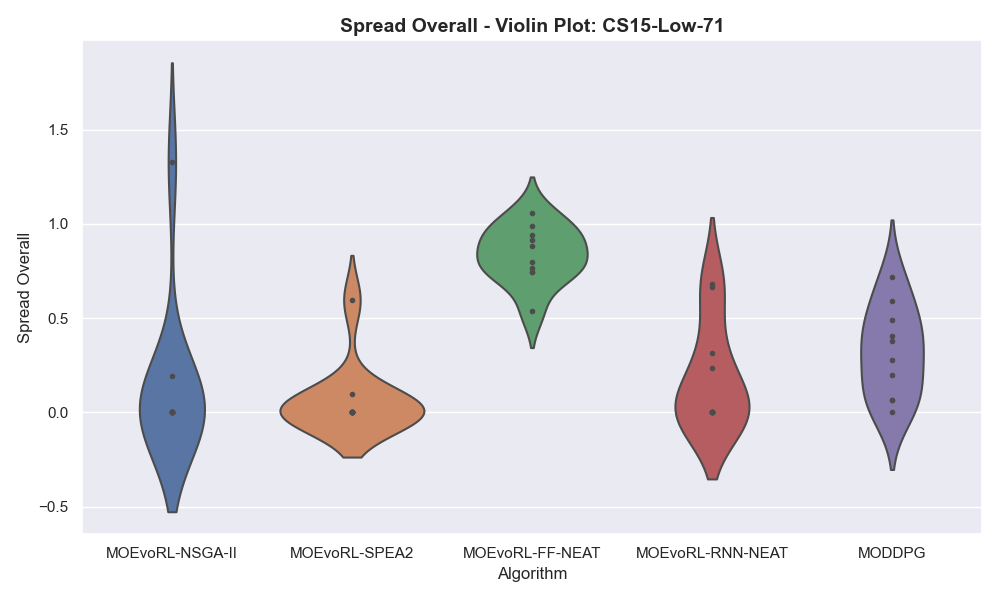 Spread Overall - Violin Plot: CS15-Low-71
Spread Overall
1.5
1.0
0.5
0.0
−0.5
MOEvoRL-NSGA-II
MOEvoRL-SPEA2
MOEvoRL-FF-NEAT
MOEvoRL-RNN-NEAT
MODDPG
Algorithm